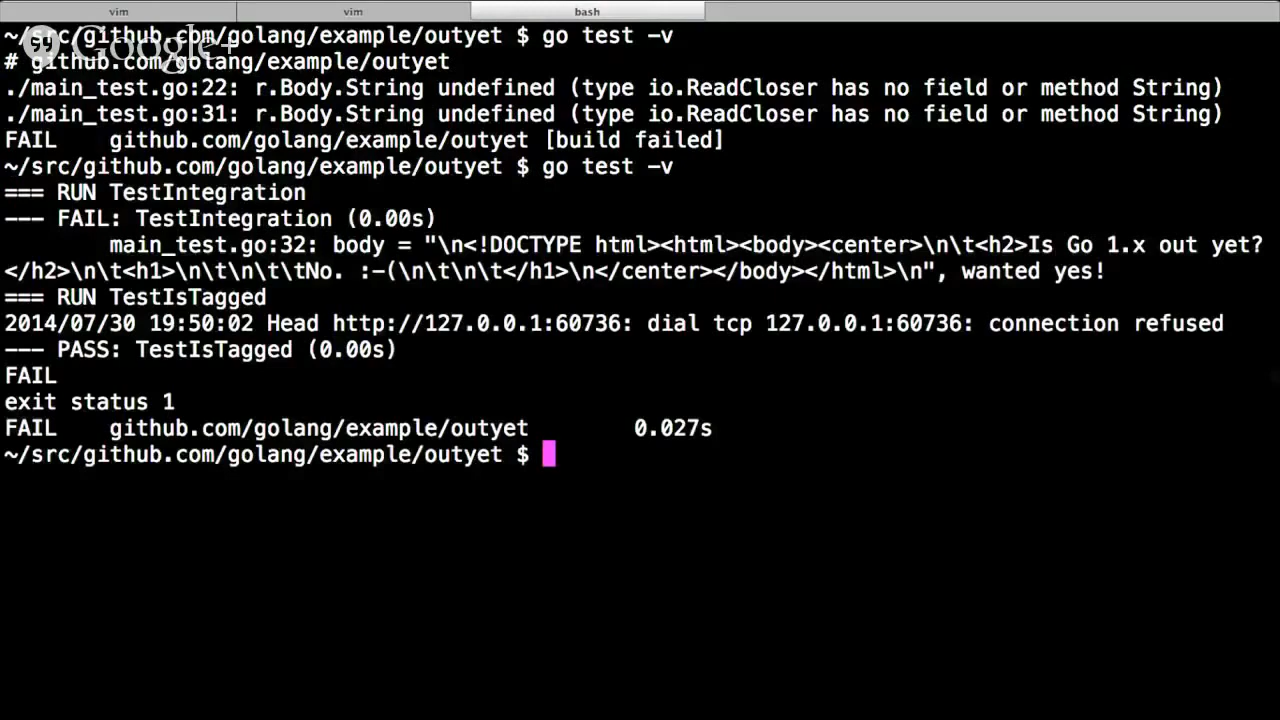 vim vim bash
~/src/github.com/golang/example/outyet $ go test -v
Google+
# github.com/golang/example/outyet
./main_test.go:22: r.Body.String undefined (type io.ReadCloser has no field or method String)
./main_test.go:31: r.Body.String undefined (type io.ReadCloser has no field or method String)
FAIL    github.com/golang/example/outyet [build failed]
~/src/github.com/golang/example/outyet $ go test -v
=== RUN TestIntegration
--- FAIL: TestIntegration (0.00s)
        main_test.go:32: body = "\n<!DOCTYPE html><html><body><center>\n\t<h2>Is Go 1.x out yet?
</h2>\n\t<h1>\n\t\n\t\tNo. :-(\n\t\n\t</h1>\n</center></body></html>\n", wanted yes!
=== RUN TestIsTagged
2014/07/30 19:50:02 Head http://127.0.0.1:60736: dial tcp 127.0.0.1:60736: connection refused
--- PASS: TestIsTagged (0.00s)
FAIL
exit status 1
FAIL    github.com/golang/example/outyet        0.027s
~/src/github.com/golang/example/outyet $